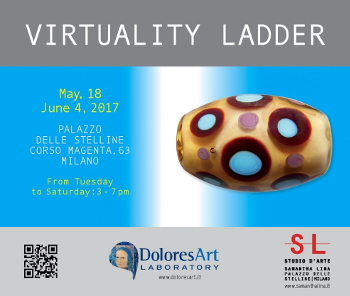 VIRTUALITY LADDER
May, 18
June 4, 2017
PALAZZO
DELLE STELLINE
CORSO MAGENTA,63
MILANO
From Tuesday
to Saturday:3-7pm
DoloresArt
LABORATORY
www.doloresart.it
SL
STUDIO D'ARTE
SAMANTHA LINA
PALAZZO DELLE
STELLINE|MILANO
www.samanthalina.it